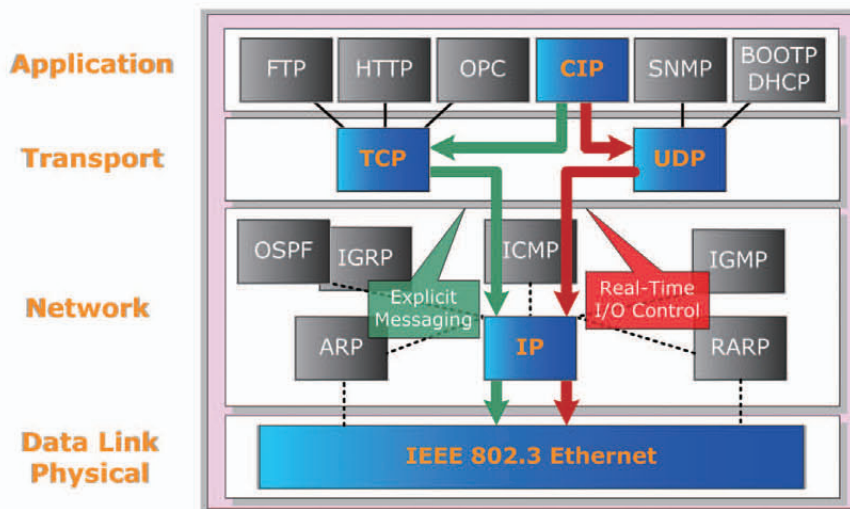 Application
FTP
HTTP
OPC
CIP
SNMP
BOOTP
DHCP
Transport
TCP
UDP
Network
OSPF
IGRP
ICMP
IGMP
Explicit
Messaging
Real-Time
I/O Control
ARP
IP
RARP
Data Link
Physical
IEEE 802.3 Ethernet